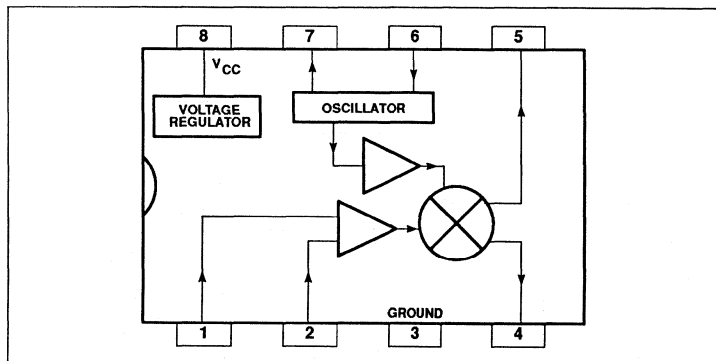 8 7 6 5
VCC
VOLTAGE
REGULATOR
OSCILLATOR
GROUND
1 2 3 4